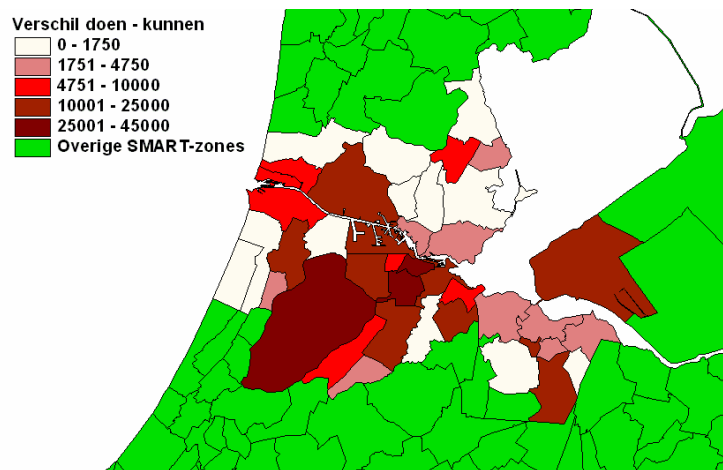 Verschil doen - kunnen
0 - 1750
1751 - 4750
4751 - 10000
10001 - 25000
25001 - 45000
Overige SMART-zones